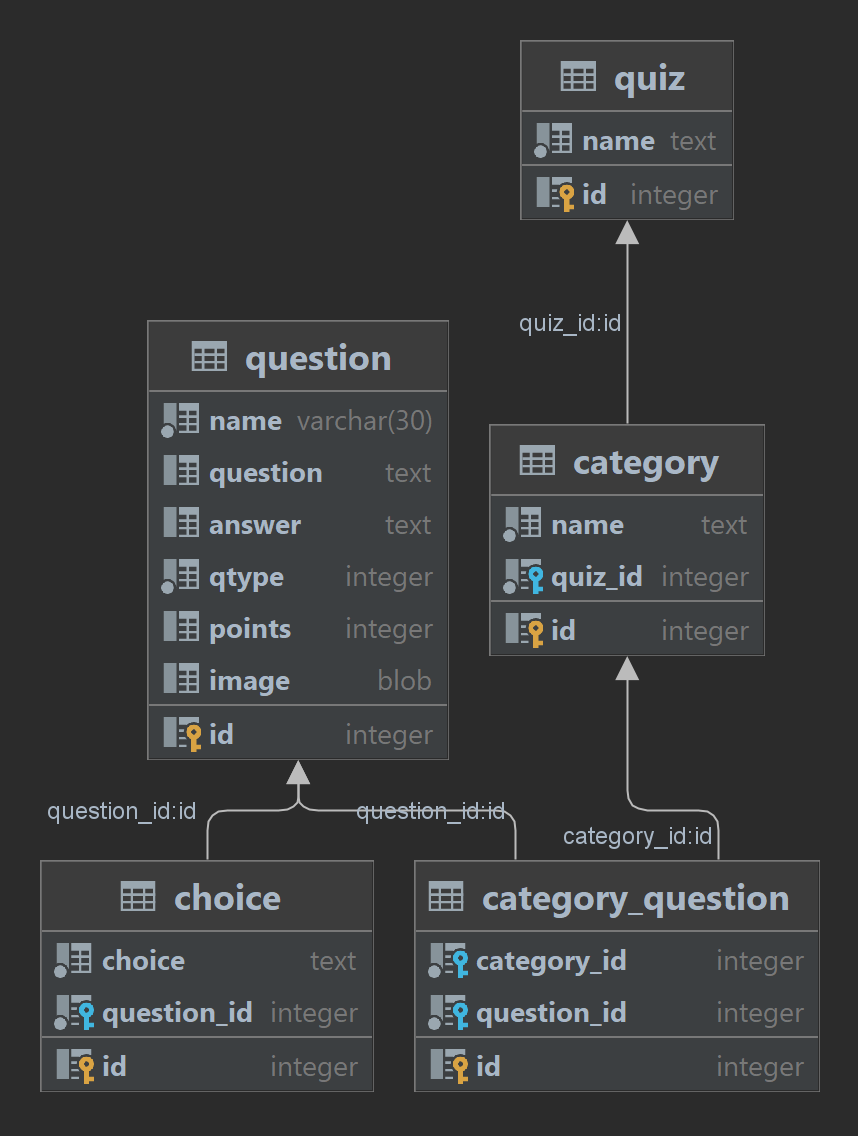 quiz
name text
id integer
quiz_id:id
question
name varchar(30)
question text
answer text
qtype integer
points integer
image blob
id integer
category
name text
quiz_id integer
id integer
question_id:id
question_id:id
category_id:id
choice
choice text
question_id integer
id integer
category_question
category_id integer
question_id integer
id integer